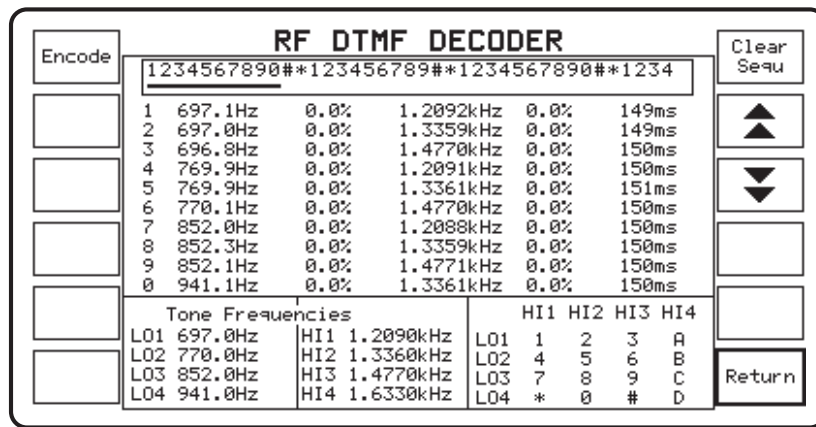 RF DTMF DECODER
Encode
Clear
Sequ
1234567890#*123456789#*1234567890#*1234
1 697.1Hz 0.0% 1.2092kHz 0.0% 149ms
2 697.0Hz 0.0% 1.3359kHz 0.0% 149ms
3 696.8Hz 0.0% 1.4770kHz 0.0% 150ms
4 769.9Hz 0.0% 1.2091kHz 0.0% 150ms
5 769.9Hz 0.0% 1.3361kHz 0.0% 151ms
6 770.1Hz 0.0% 1.4770kHz 0.0% 150ms
7 852.0Hz 0.0% 1.2088kHz 0.0% 150ms
8 852.3Hz 0.0% 1.3359kHz 0.0% 150ms
9 852.1Hz 0.0% 1.4771kHz 0.0% 150ms
0 941.1Hz 0.0% 1.3361kHz 0.0% 150ms
Tone Frequencies
LO1 697.0Hz HI1 1.2090kHz
LO2 770.0Hz HI2 1.3360kHz
LO3 852.0Hz HI3 1.4770kHz
LO4 941.0Hz HI4 1.6330kHz
HI1 HI2 HI3 HI4
LO1 1 2 3 A
LO2 4 5 6 B
LO3 7 8 9 C
LO4 * 0 # D
Return